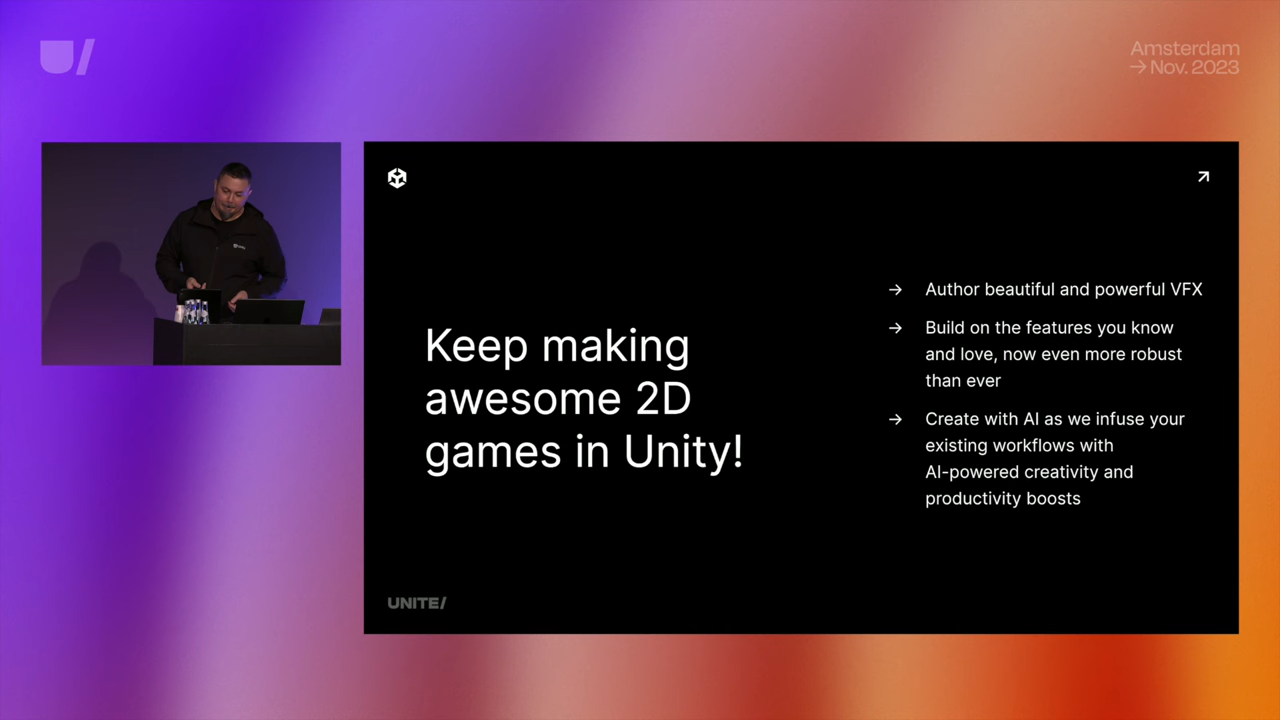 U/
Amsterdam
→ Nov. 2023
Keep making
awesome 2D
games in Unity!
→ Author beautiful and powerful VFX
→ Build on the features you know
and love, now even more robust
than ever
→ Create with AI as we infuse your
existing workflows with
AI-powered creativity and
productivity boosts
UNITE/